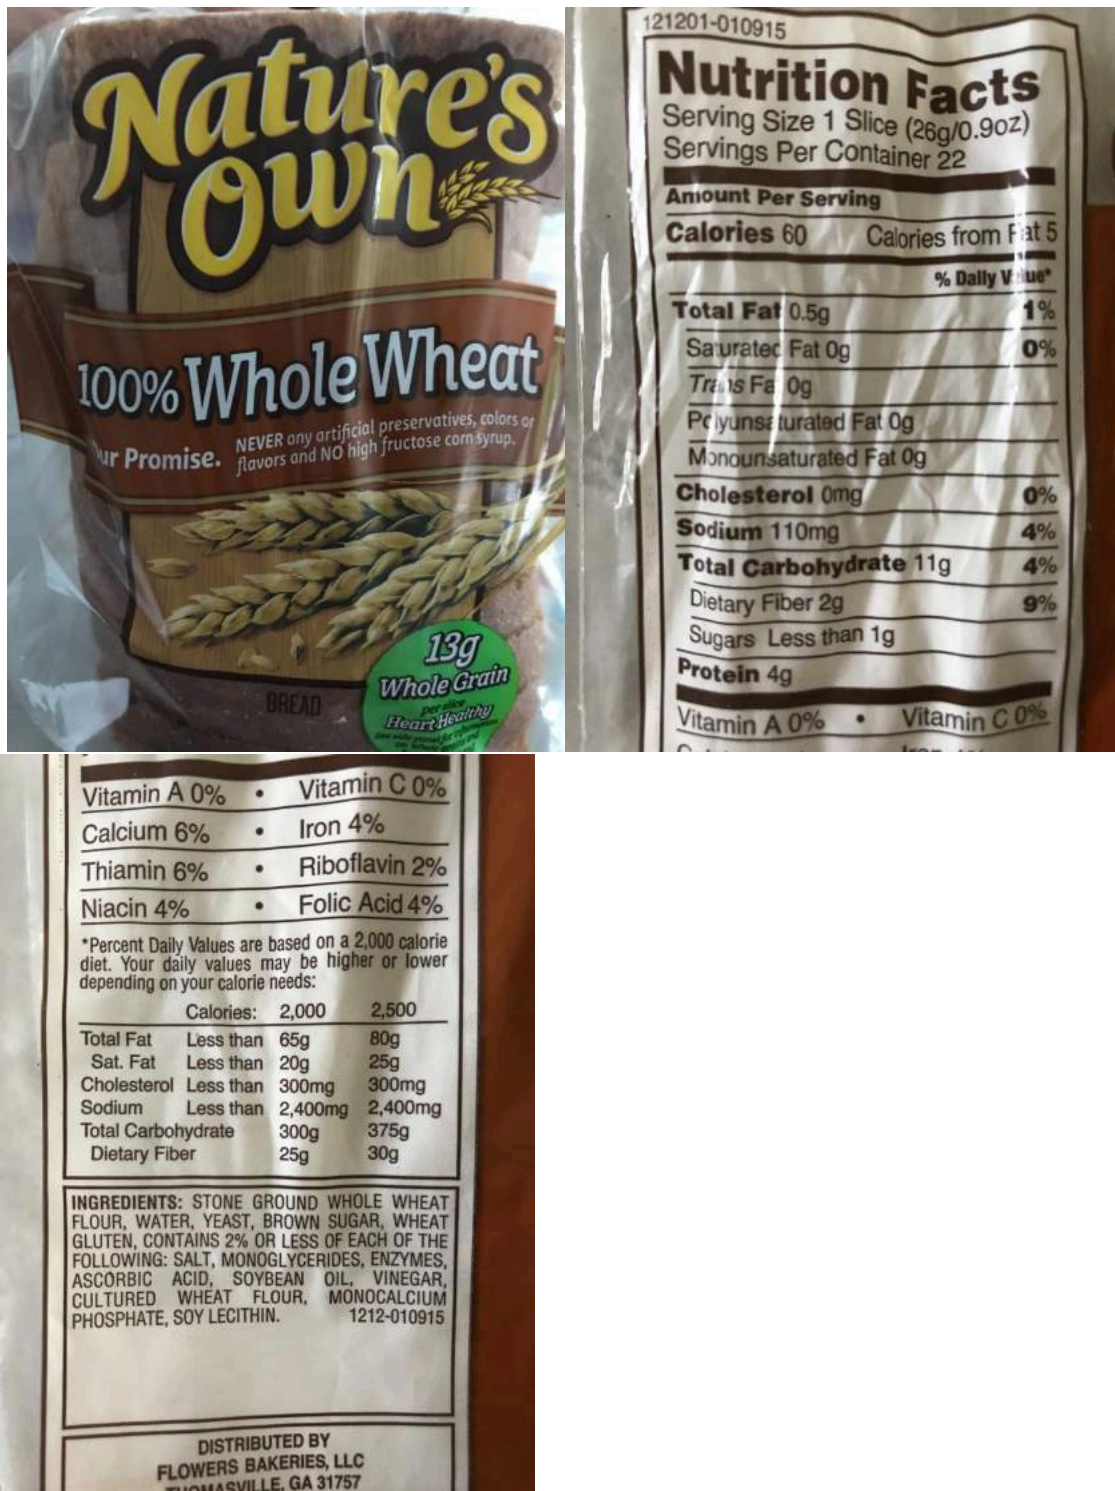 Nature's
Own
100% Whole Wheat
ur Promise. NEVER any artificial preservatives, colors or
flavors and NO high fructose corn syrup.
13g
Whole Grain
per slice
Heart Healthy
BREAD
121201-010915
Nutrition Facts
Serving Size 1 Slice (26g/0.9oz)
Servings Per Container 22
Amount Per Serving
Calories 60 Calories from Fat 5
% Daily Value*
Total Fat 0.5g 1%
Saturated Fat 0g 0%
Trans Fat 0g
Polyunsaturated Fat 0g
Monounsaturated Fat 0g
Cholesterol 0mg 0%
Sodium 110mg 4%
Total Carbohydrate 11g 4%
Dietary Fiber 2g 9%
Sugars Less than 1g
Protein 4g
Vitamin A 0% • Vitamin C 0%
Vitamin A 0% • Vitamin C 0%
Calcium 6% • Iron 4%
Thiamin 6% • Riboflavin 2%
Niacin 4% • Folic Acid 4%
*Percent Daily Values are based on a 2,000 calorie
diet. Your daily values may be higher or lower
depending on your calorie needs:
Calories: 2,000 2,500
Total Fat Less than 65g 80g
Sat. Fat Less than 20g 25g
Cholesterol Less than 300mg 300mg
Sodium Less than 2,400mg 2,400mg
Total Carbohydrate 300g 375g
Dietary Fiber 25g 30g
INGREDIENTS: STONE GROUND WHOLE WHEAT
FLOUR, WATER, YEAST, BROWN SUGAR, WHEAT
GLUTEN, CONTAINS 2% OR LESS OF EACH OF THE
FOLLOWING: SALT, MONOGLYCERIDES, ENZYMES,
ASCORBIC ACID, SOYBEAN OIL, VINEGAR,
CULTURED WHEAT FLOUR, MONOCALCIUM
PHOSPHATE, SOY LECITHIN. 1212-010915
DISTRIBUTED BY
FLOWERS BAKERIES, LLC
THOMASVILLE, GA 31757